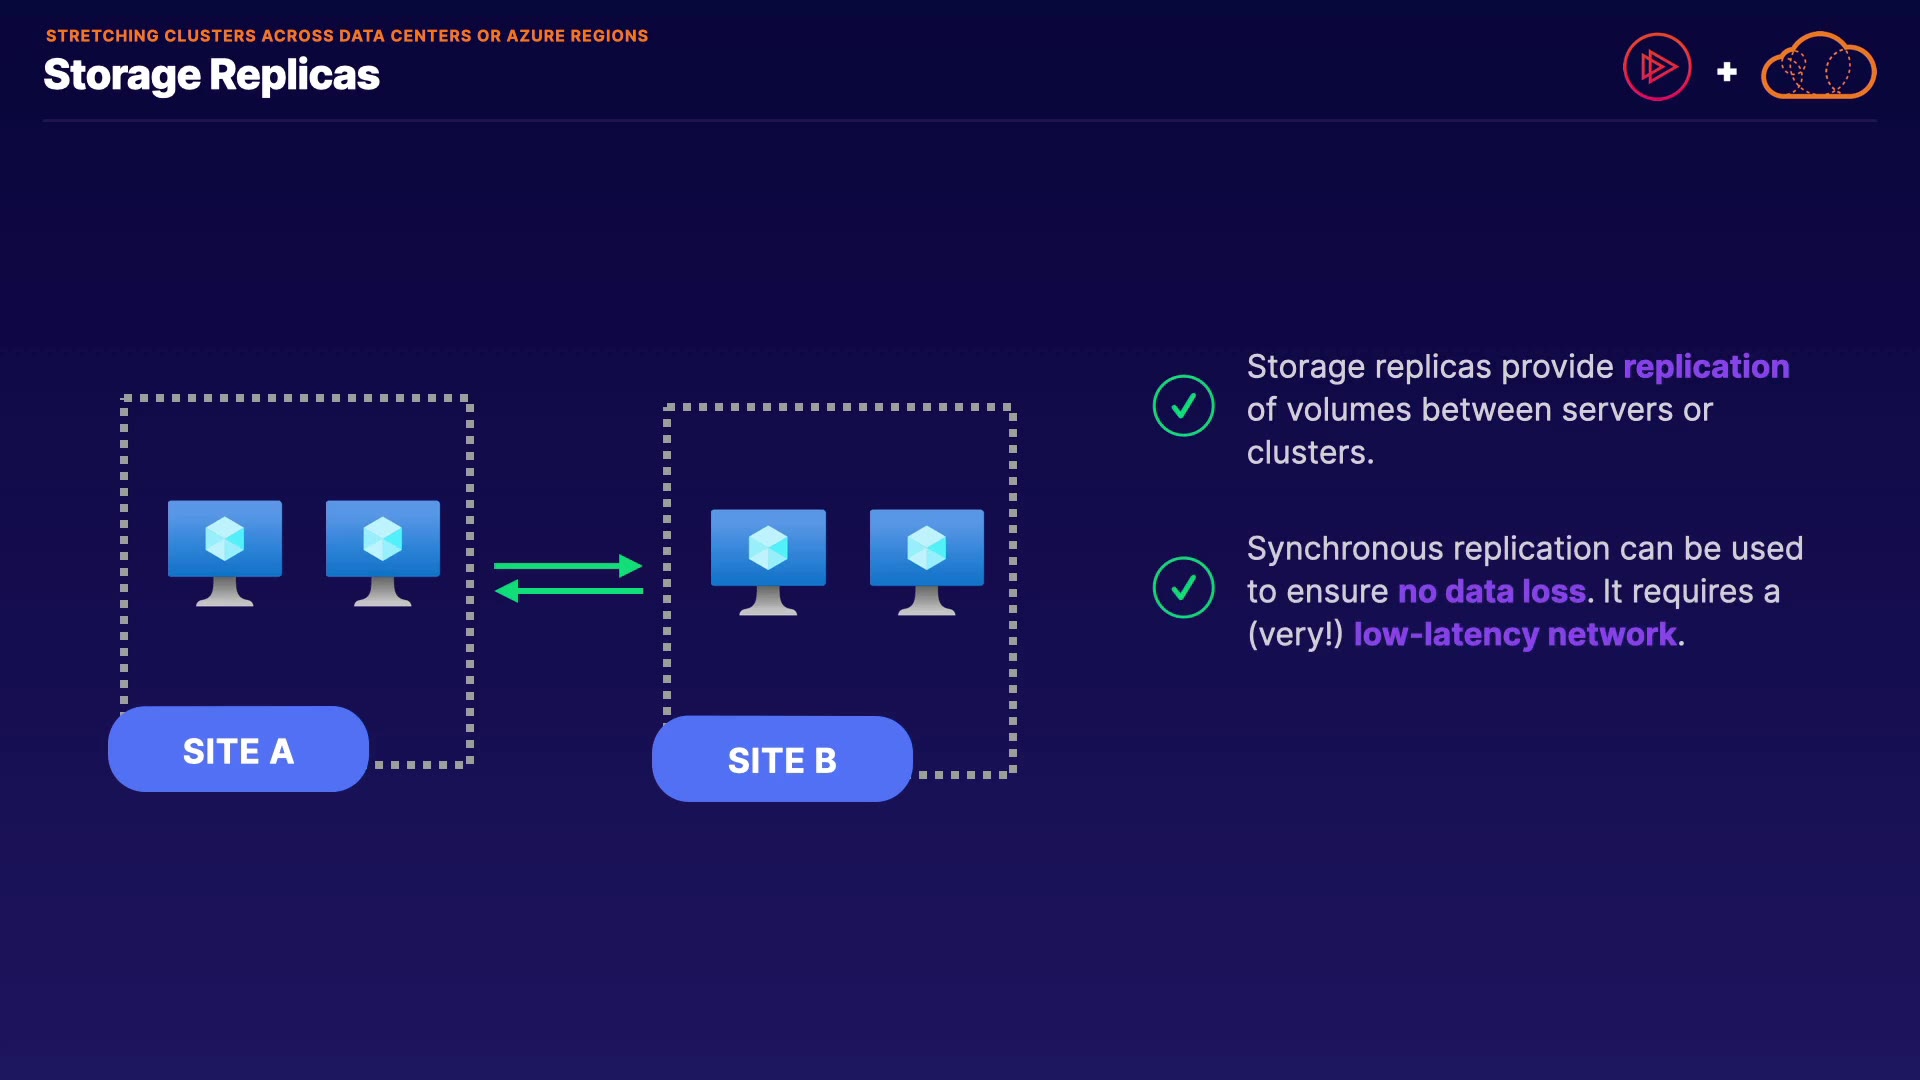 STRETCHING CLUSTERS ACROSS DATA CENTERS OR AZURE REGIONS
Storage Replicas
+
Storage replicas provide replication
of volumes between servers or
clusters.
Synchronous replication can be used
to ensure no data loss. It requires a
(very!) low-latency network.
SITE A
SITE B